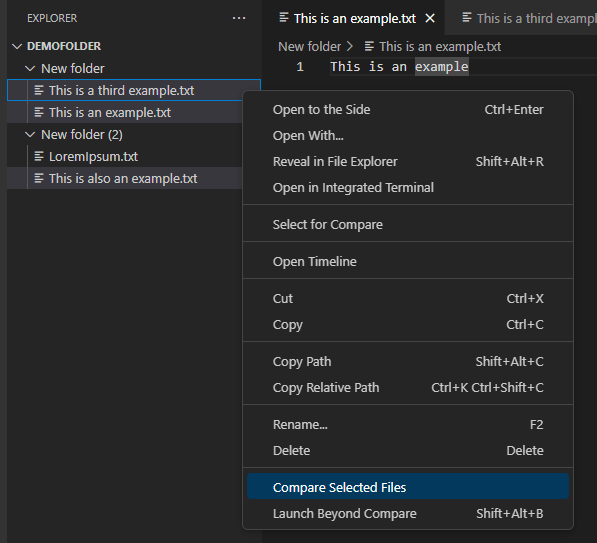 EXPLORER
DEMOFOLDER
New folder
This is a third example.txt
This is an example.txt
New folder (2)
LoremIpsum.txt
This is also an example.txt
This is an example.txt
This is a third exampl
New folder > This is an example.txt
1 This is an example
Open to the Side Ctrl+Enter
Open With...
Reveal in File Explorer Shift+Alt+R
Open in Integrated Terminal
Select for Compare
Open Timeline
Cut Ctrl+X
Copy Ctrl+C
Copy Path Shift+Alt+C
Copy Relative Path Ctrl+K Ctrl+Shift+C
Rename... F2
Delete Delete
Compare Selected Files
Launch Beyond Compare Shift+Alt+B